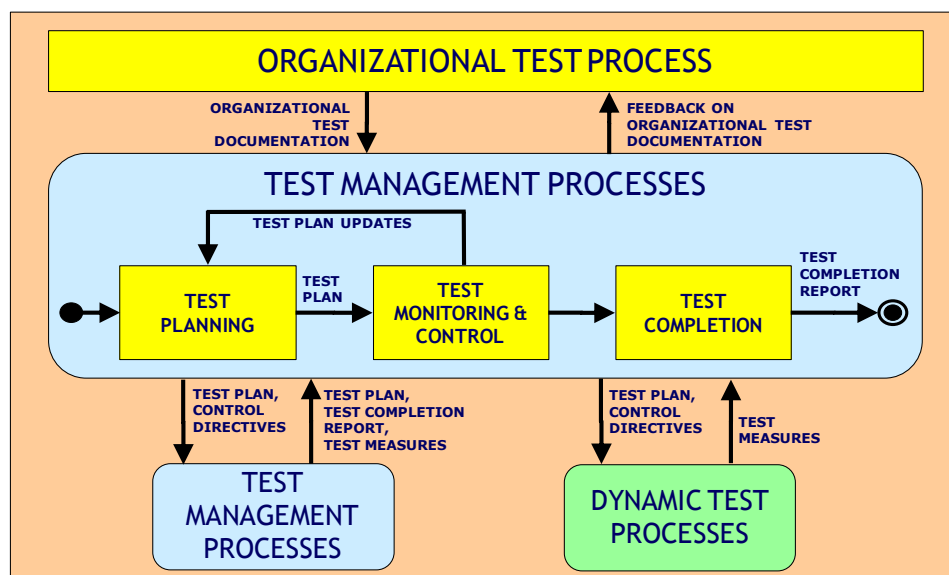 ORGANIZATIONAL TEST PROCESS
ORGANIZATIONAL
TEST
DOCUMENTATION
FEEDBACK ON
ORGANIZATIONAL TEST
DOCUMENTATION
TEST MANAGEMENT PROCESSES
TEST PLAN UPDATES
TEST
PLANNING
TEST
PLAN
TEST
MONITORING &
CONTROL
TEST
COMPLETION
TEST
COMPLETION
REPORT
TEST PLAN,
CONTROL
DIRECTIVES
TEST PLAN,
TEST COMPLETION
REPORT,
TEST MEASURES
TEST PLAN,
CONTROL
DIRECTIVES
TEST
MEASURES
TEST
MANAGEMENT
PROCESSES
DYNAMIC TEST
PROCESSES